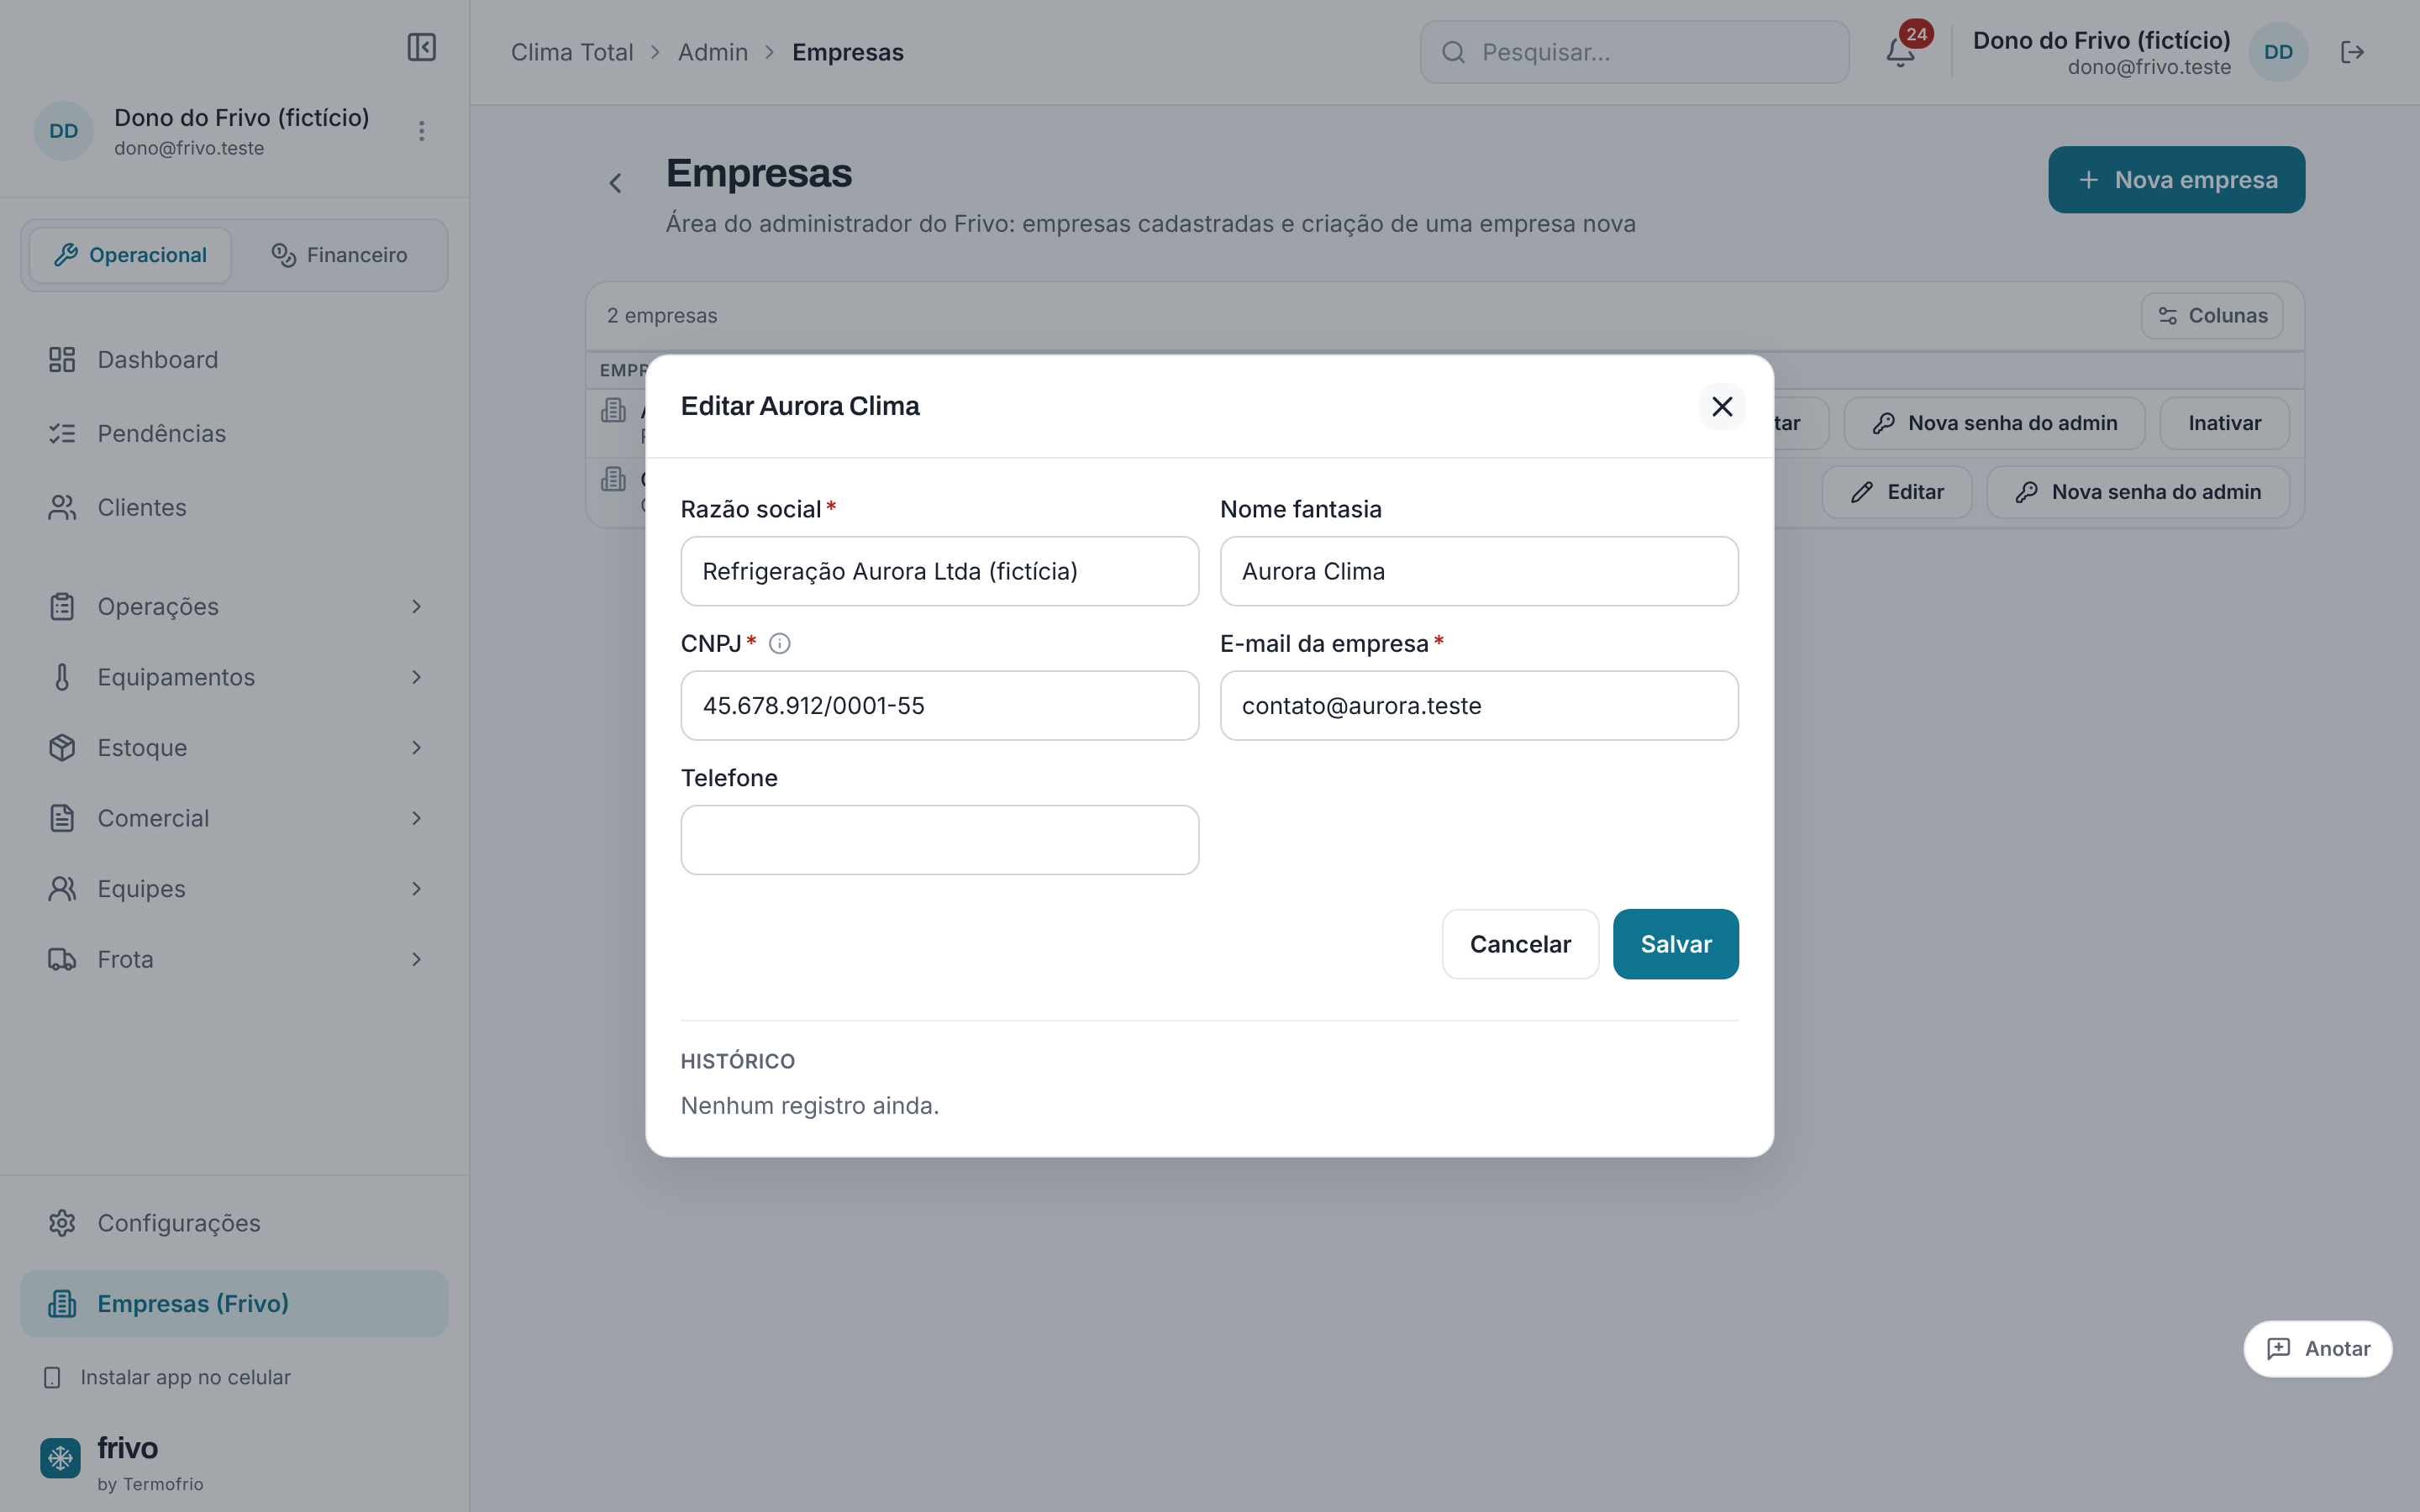 Clima Total > Admin > Empresas
Pesquisar...
24
Dono do Frivo (fictício)
dono@frivo.teste
DD
DD
Dono do Frivo (fictício)
dono@frivo.teste
Operacional
Financeiro
Dashboard
Pendências
Clientes
Operações
Equipamentos
Estoque
Comercial
Equipes
Frota
Configurações
Empresas (Frivo)
Instalar app no celular
frivo
by Termofrio
Empresas
Área do administrador do Frivo: empresas cadastradas e criação de uma empresa nova
Nova empresa
2 empresas
Colunas
Nova senha do admin
Inativar
Editar
Nova senha do admin
Editar Aurora Clima
Razão social*
Nome fantasia
Refrigeração Aurora Ltda (fictícia)
Aurora Clima
CNPJ*
E-mail da empresa*
45.678.912/0001-55
contato@aurora.teste
Telefone
Cancelar
Salvar
HISTÓRICO
Nenhum registro ainda.
Anotar